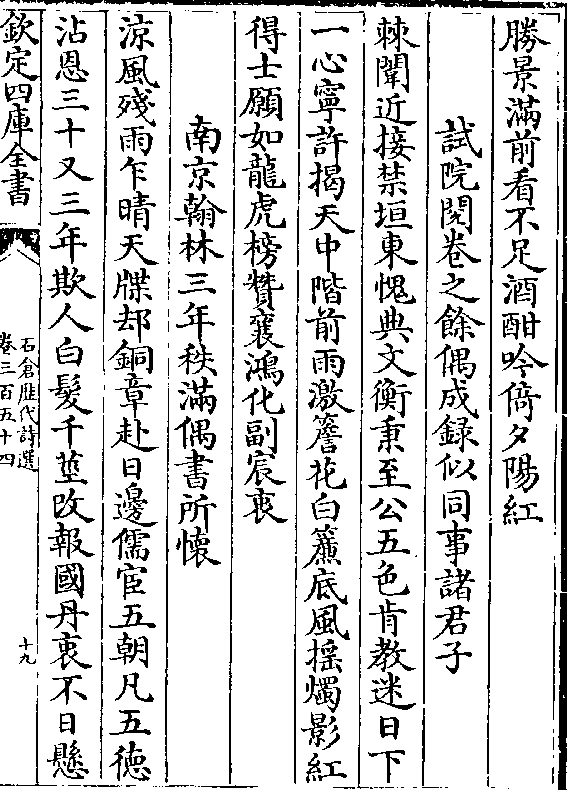 勝景滿前看不足酒酣吟倚夕陽紅
試院閱卷之餘偶成録似同事諸君子
棘闈近接禁垣東愧典文衡秉至公五色肯教迷日下
一心寧許揭天中階前雨激簷花白簾底風揺燭影紅
得士願如龍虎榜贊襄鴻化副宸衷
南京翰林三年秩滿偶書所懷
凉風殘雨乍晴天牒却銅章赴日邊儒宦五朝凡五徳
沾恩三十又三年欺人白髮千莖改報國丹衷不日懸
欽定四庫全書
石倉歴代詩選
卷三百五十四
十九